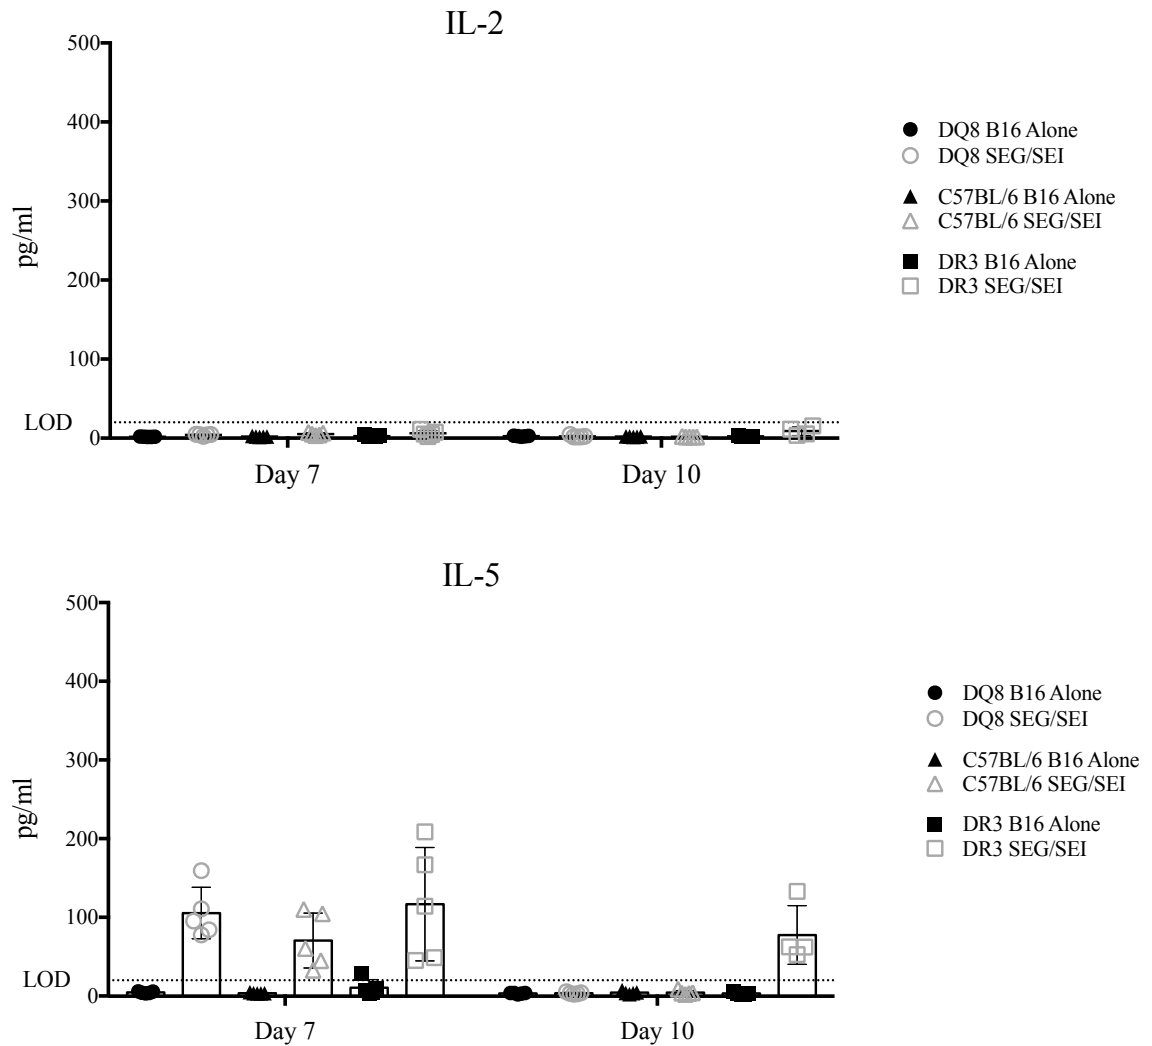 IL-2
500
400
300
200
100
LOD
0
pg/ml
Day 7
Day 10
DQ8 B16 Alone
DQ8 SEG/SEI
C57BL/6 B16 Alone
C57BL/6 SEG/SEI
DR3 B16 Alone
DR3 SEG/SEI
IL-5
500
400
300
200
100
LOD
0
pg/ml
Day 7
Day 10
DQ8 B16 Alone
DQ8 SEG/SEI
C57BL/6 B16 Alone
C57BL/6 SEG/SEI
DR3 B16 Alone
DR3 SEG/SEI